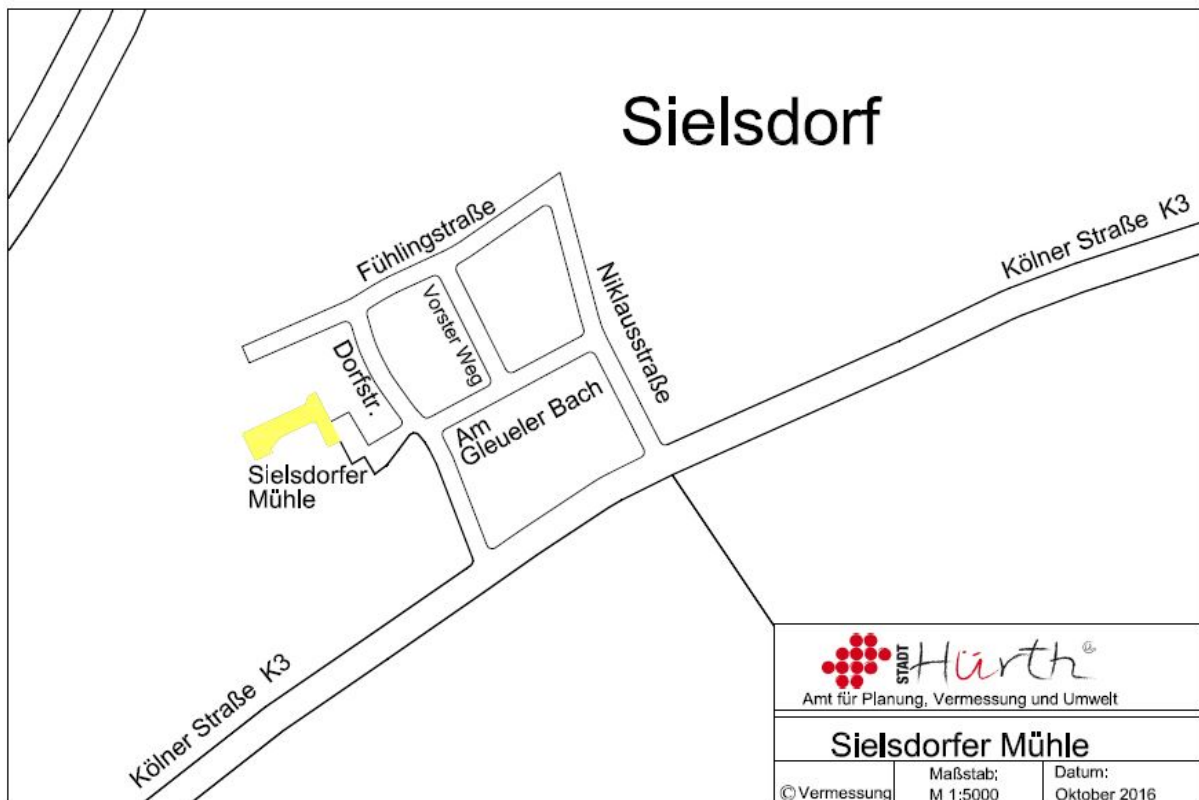 Sielsdorf
Fühlingstraße
Kölner Straße K3
Niklausstraße
Vorster Weg
Dorfstr.
Am
Gleueler Bach
Sielsdorfer
Mühle
Kölner Straße K3
STADT Hürth
Amt für Planung, Vermessung und Umwelt
Sielsdorfer Mühle
© Vermessung
Maßstab:
M 1:5000
Datum:
Oktober 2016